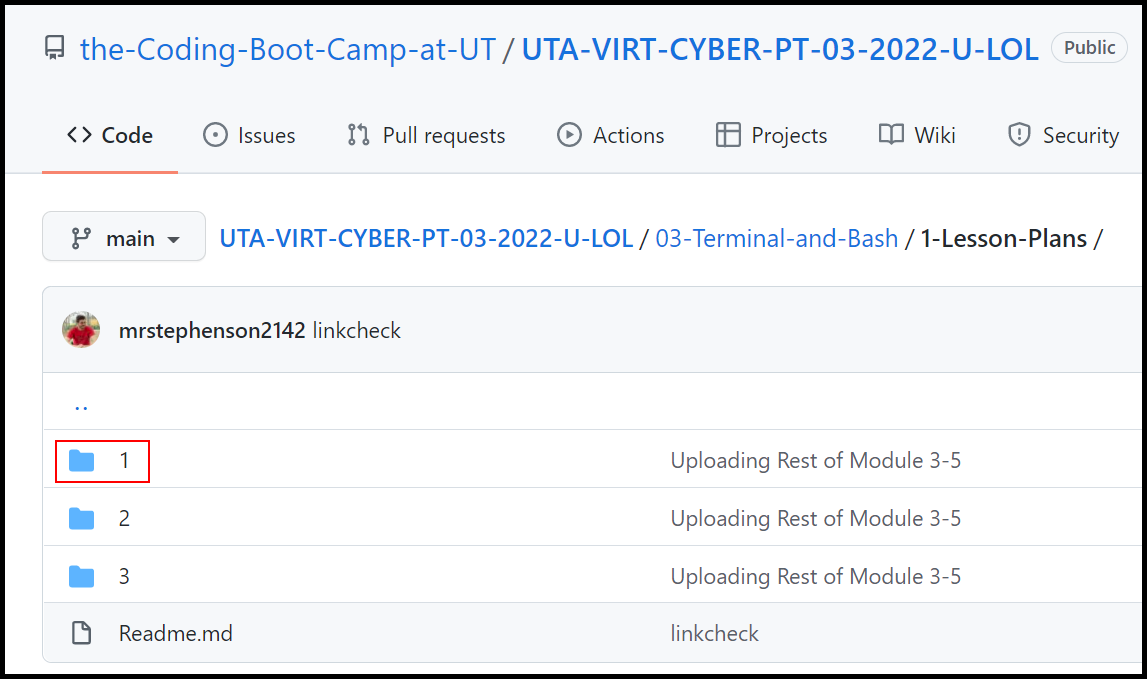 the-Coding-Boot-Camp-at-UT / UTA-VIRT-CYBER-PT-03-2022-U-LOL Public
Code Issues Pull requests Actions Projects Wiki Security
main UTA-VIRT-CYBER-PT-03-2022-U-LOL / 03-Terminal-and-Bash / 1-Lesson-Plans /
mrstephenson2142 linkcheck
..
1 Uploading Rest of Module 3-5
2 Uploading Rest of Module 3-5
3 Uploading Rest of Module 3-5
Readme.md linkcheck